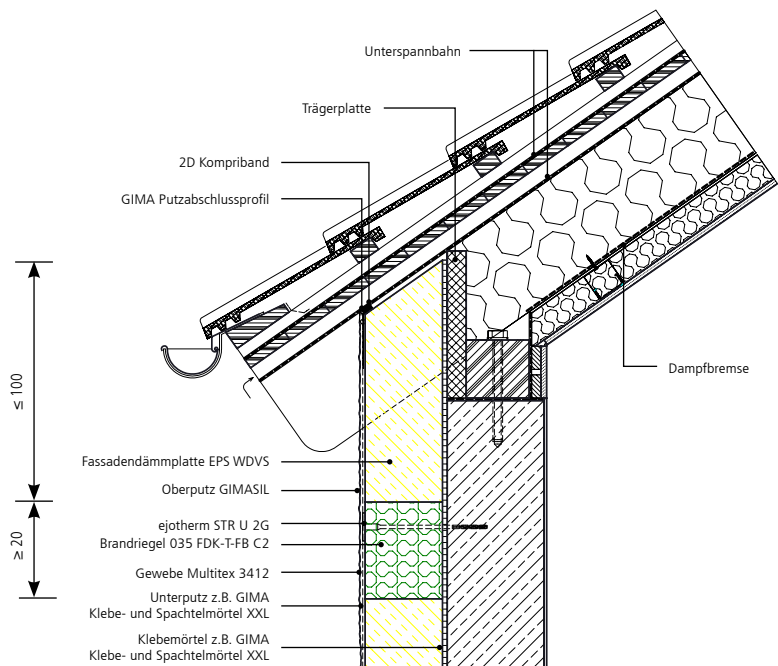 Unterspannbahn
Trägerplatte
2D Kompriband
GIMA Putzabschlussprofil
≤ 100
Dampfbremse
Fassadendämmplatte EPS WDVS
Oberputz GIMASIL
ejotherm STR U 2G
≥ 20
Brandriegel 035 FDK-T-FB C2
Gewebe Multitex 3412
Unterputz z.B. GIMA
Klebe- und Spachtelmörtel XXL
Klebemörtel z.B. GIMA
Klebe- und Spachtelmörtel XXL